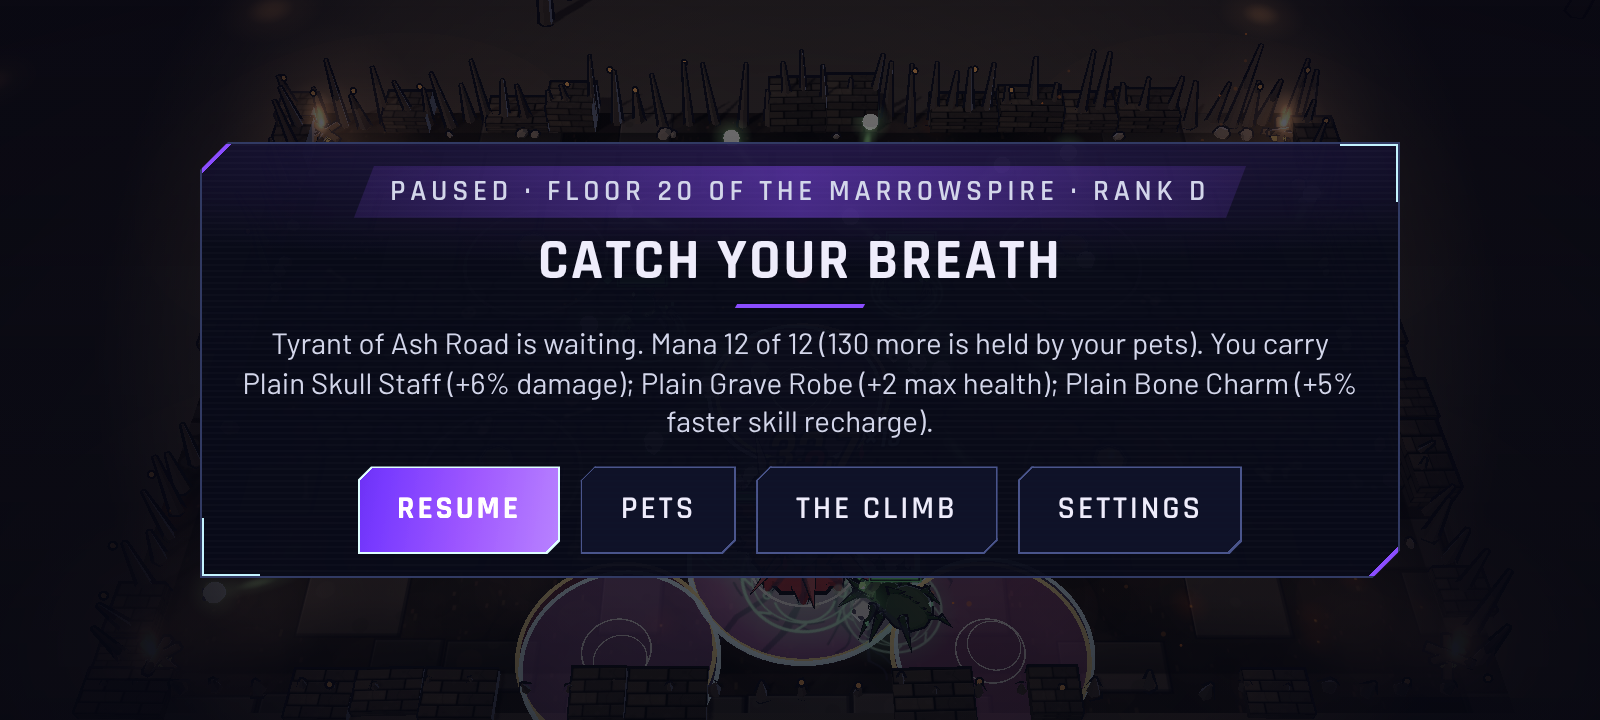 PAUSED · FLOOR 20 OF THE MARROWSPIRE · RANK D
CATCH YOUR BREATH
Tyrant of Ash Road is waiting. Mana 12 of 12 (130 more is held by your pets). You carry
Plain Skull Staff (+6% damage); Plain Grave Robe (+2 max health); Plain Bone Charm (+5%
faster skill recharge).
RESUME
PETS
THE CLIMB
SETTINGS